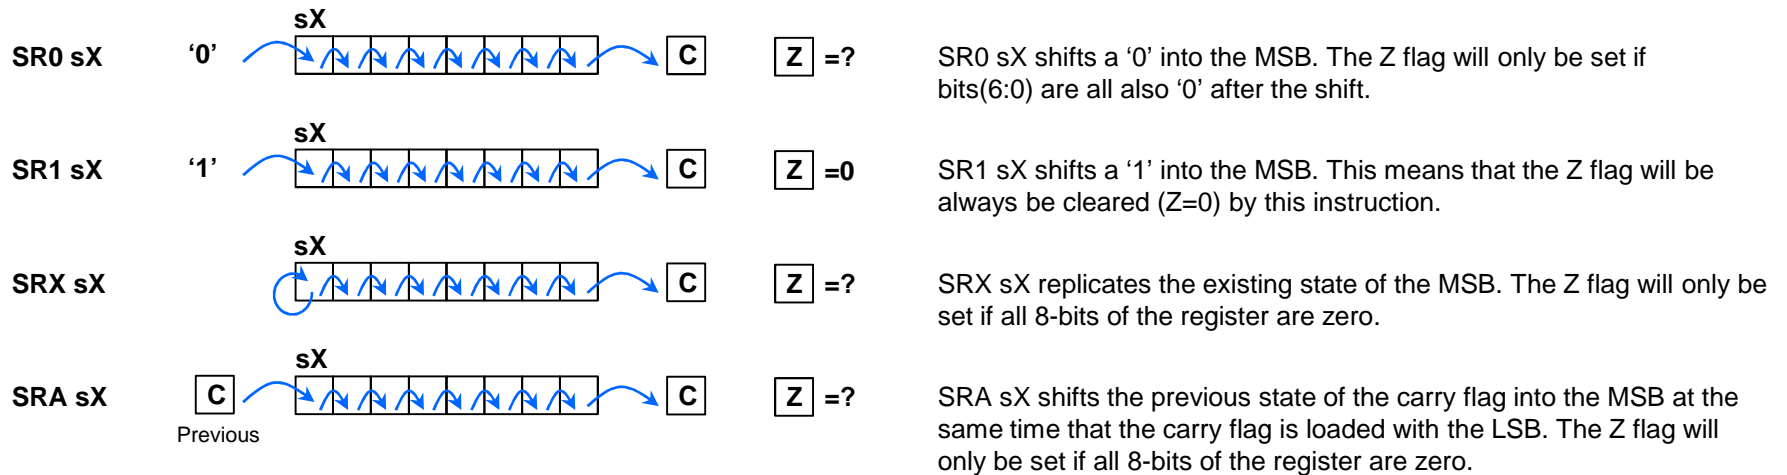 sX
SR0 sX ‘0’ C Z =? SR0 sX shifts a ‘0’ into the MSB. The Z flag will only be set if
bits(6:0) are all also ‘0’ after the shift.
sX
SR1 sX ‘1’ C Z =0 SR1 sX shifts a ‘1’ into the MSB. This means that the Z flag will be
always be cleared (Z=0) by this instruction.
sX
SRX sX C Z =? SRX sX replicates the existing state of the MSB. The Z flag will only be
set if all 8-bits of the register are zero.
sX
SRA sX C C Z =? SRA sX shifts the previous state of the carry flag into the MSB at the
Previous same time that the carry flag is loaded with the LSB. The Z flag will
only be set if all 8-bits of the register are zero.